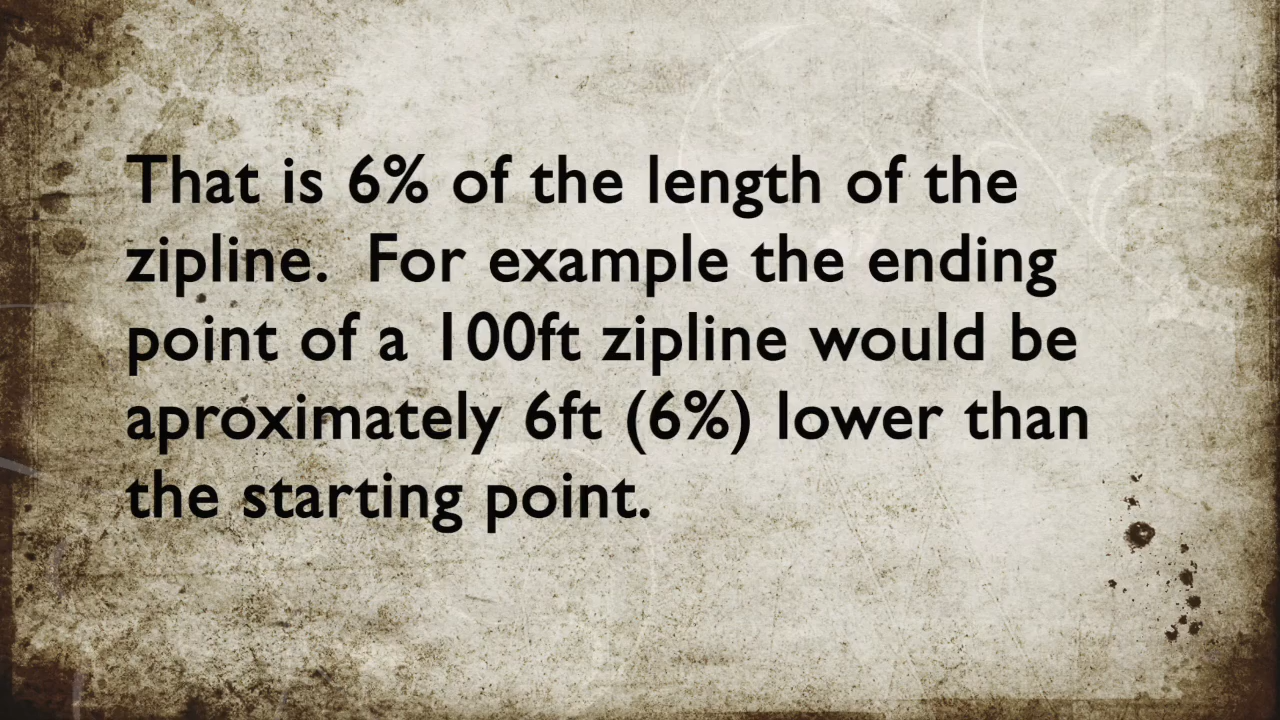 That is 6% of the length of the
zipline.  For example the ending
point of a 100ft zipline would be
aproximately 6ft (6%) lower than
the starting point.